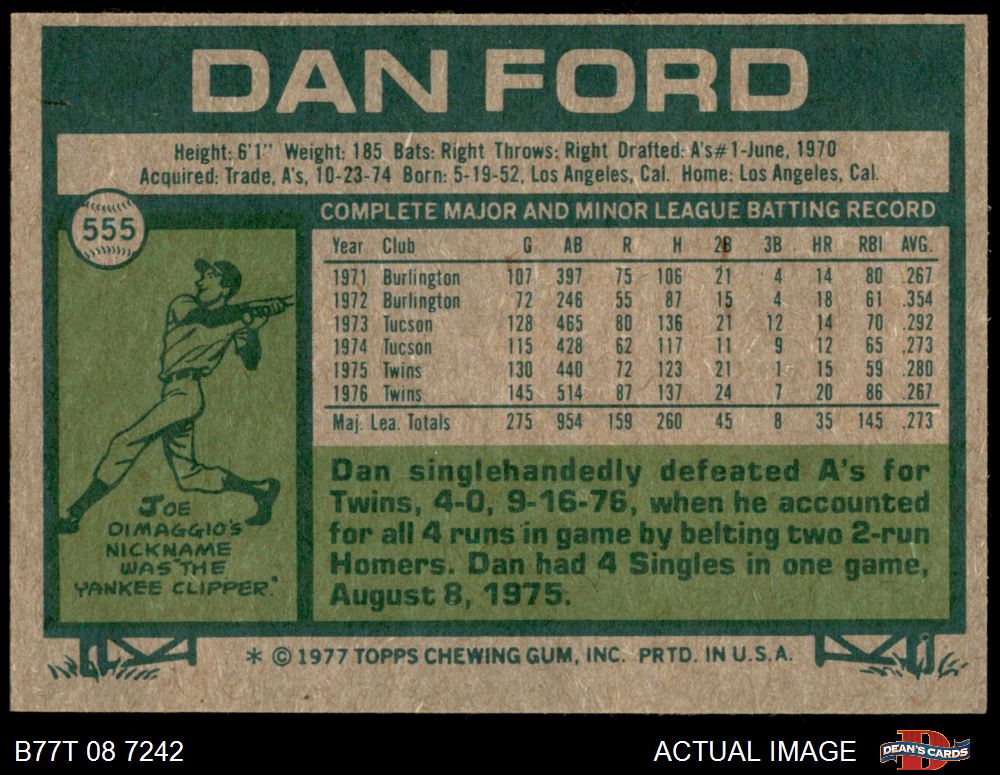 DAN FORD
Height: 6'1" Weight: 185 Bats: Right Throws: Right Drafted: A's#1-June, 1970
Acquired: Trade, A's, 10-23-74 Born: 5-19-52, Los Angeles, Cal. Home: Los Angeles, Cal.
555
COMPLETE MAJOR AND MINOR LEAGUE BATTING RECORD
Year Club G AB R H 2B 3B HR RBI AVG.
1971 Burlington 107 397 75 106 21 4 14 80 .267
1972 Burlington 72 246 55 87 15 4 18 61 .354
1973 Tucson 128 465 80 136 21 12 14 70 .292
1974 Tucson 115 428 62 117 11 9 12 65 .273
1975 Twins 130 440 72 123 21 1 15 59 .280
1976 Twins 145 514 87 137 24 7 20 86 .267
Maj. Lea. Totals 275 954 159 260 45 8 35 145 .273
JOE
DIMAGGIO'S
NICKNAME
WAS "THE
YANKEE CLIPPER."
Dan singlehandedly defeated A's for
Twins, 4-0, 9-16-76, when he accounted
for all 4 runs in game by belting two 2-run
Homers. Dan had 4 Singles in one game,
August 8, 1975.
* © 1977 TOPPS CHEWING GUM, INC. PRTD. IN U.S.A.
B77T 08 7242
ACTUAL IMAGE
D
DEAN'S CARDS